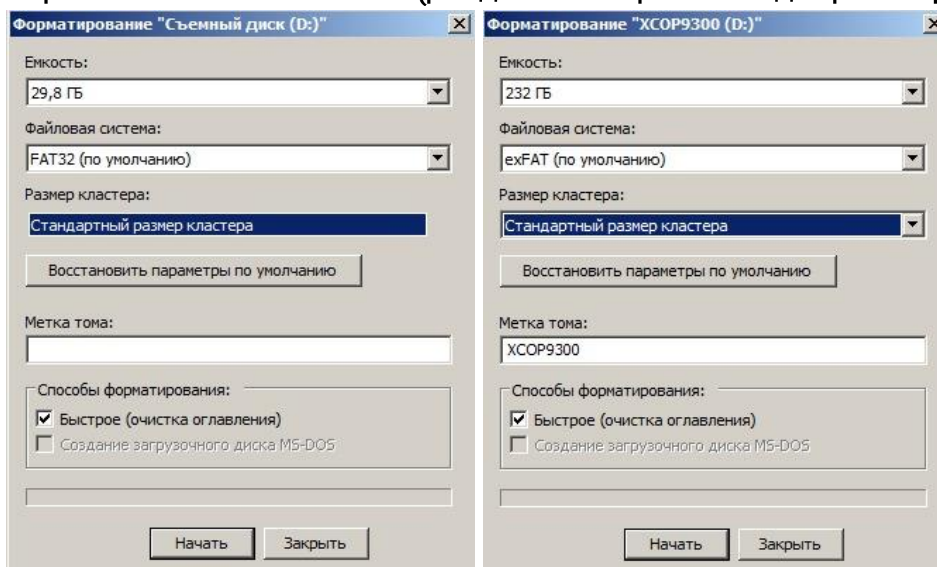 Форматирование "Съемный диск (D:)"
Емкость:
29,8 ГБ
Файловая система:
FAT32 (по умолчанию)
Размер кластера:
Стандартный размер кластера
Восстановить параметры по умолчанию
Метка тома:
Способы форматирования:
Быстрое (очистка оглавления)
Создание загрузочного диска MS-DOS
Начать
Закрыть
Форматирование "XCOP9300 (D:)"
Емкость:
232 ГБ
Файловая система:
exFAT (по умолчанию)
Размер кластера:
Стандартный размер кластера
Восстановить параметры по умолчанию
Метка тома:
XCOP9300
Способы форматирования:
Быстрое (очистка оглавления)
Создание загрузочного диска MS-DOS
Начать
Закрыть